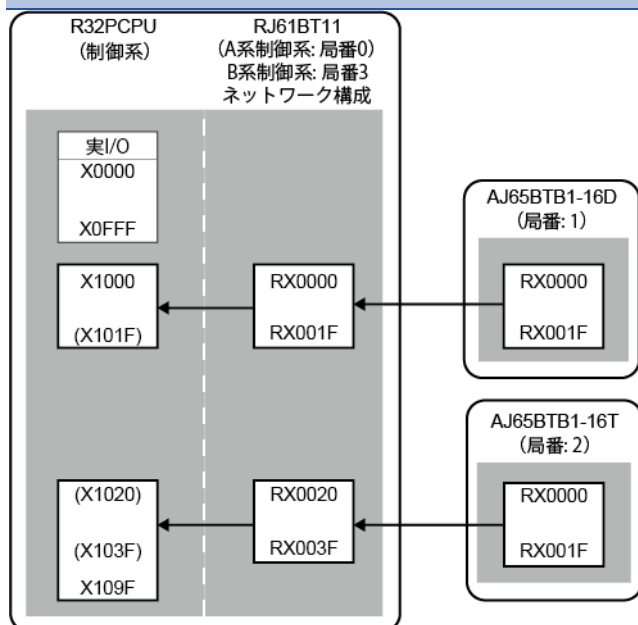 R32PCPU
(制御系)
RJ61BT11
(A系制御系: 局番0)
B系制御系: 局番3
ネットワーク構成
実I/O
X0000
X0FFF
X1000
(X101F)
RX0000
RX001F
AJ65BTB1-16D
(局番: 1)
RX0000
RX001F
(X1020)
(X103F)
X109F
RX0020
RX003F
AJ65BTB1-16T
(局番: 2)
RX0000
RX001F